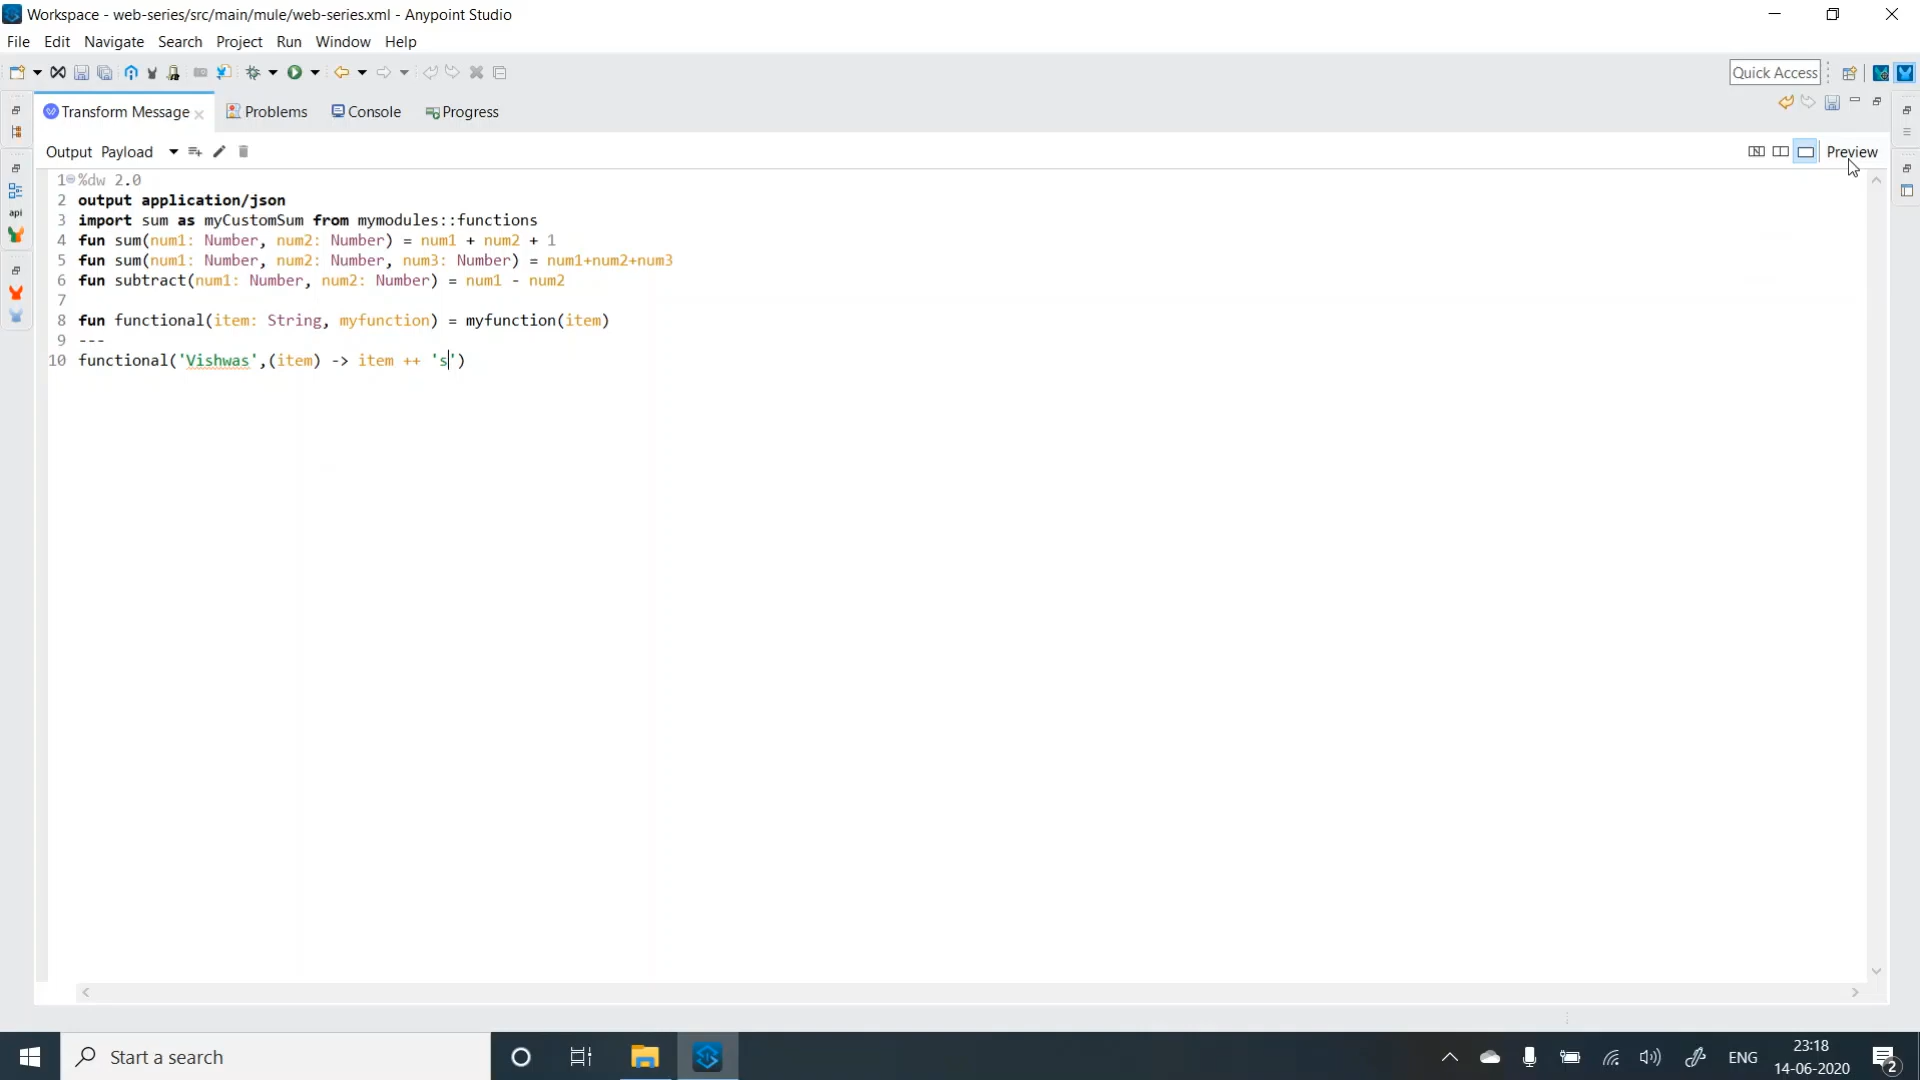 Workspace - web-series/src/main/mule/web-series.xml - Anypoint Studio
File Edit Navigate Search Project Run Window Help
Quick Access
Transform Message Problems Console Progress
Output Payload Preview
1 %dw 2.0
2 output application/json
3 import sum as myCustomSum from mymodules::functions
4 fun sum(num1: Number, num2: Number) = num1 + num2 + 1
5 fun sum(num1: Number, num2: Number, num3: Number) = num1+num2+num3
6 fun subtract(num1: Number, num2: Number) = num1 - num2
7
8 fun functional(item: String, myfunction) = myfunction(item)
9 ---
10 functional('Vishwas',(item) -> item ++ 's')
api
Start a search
ENG
23:18
14-06-2020
2